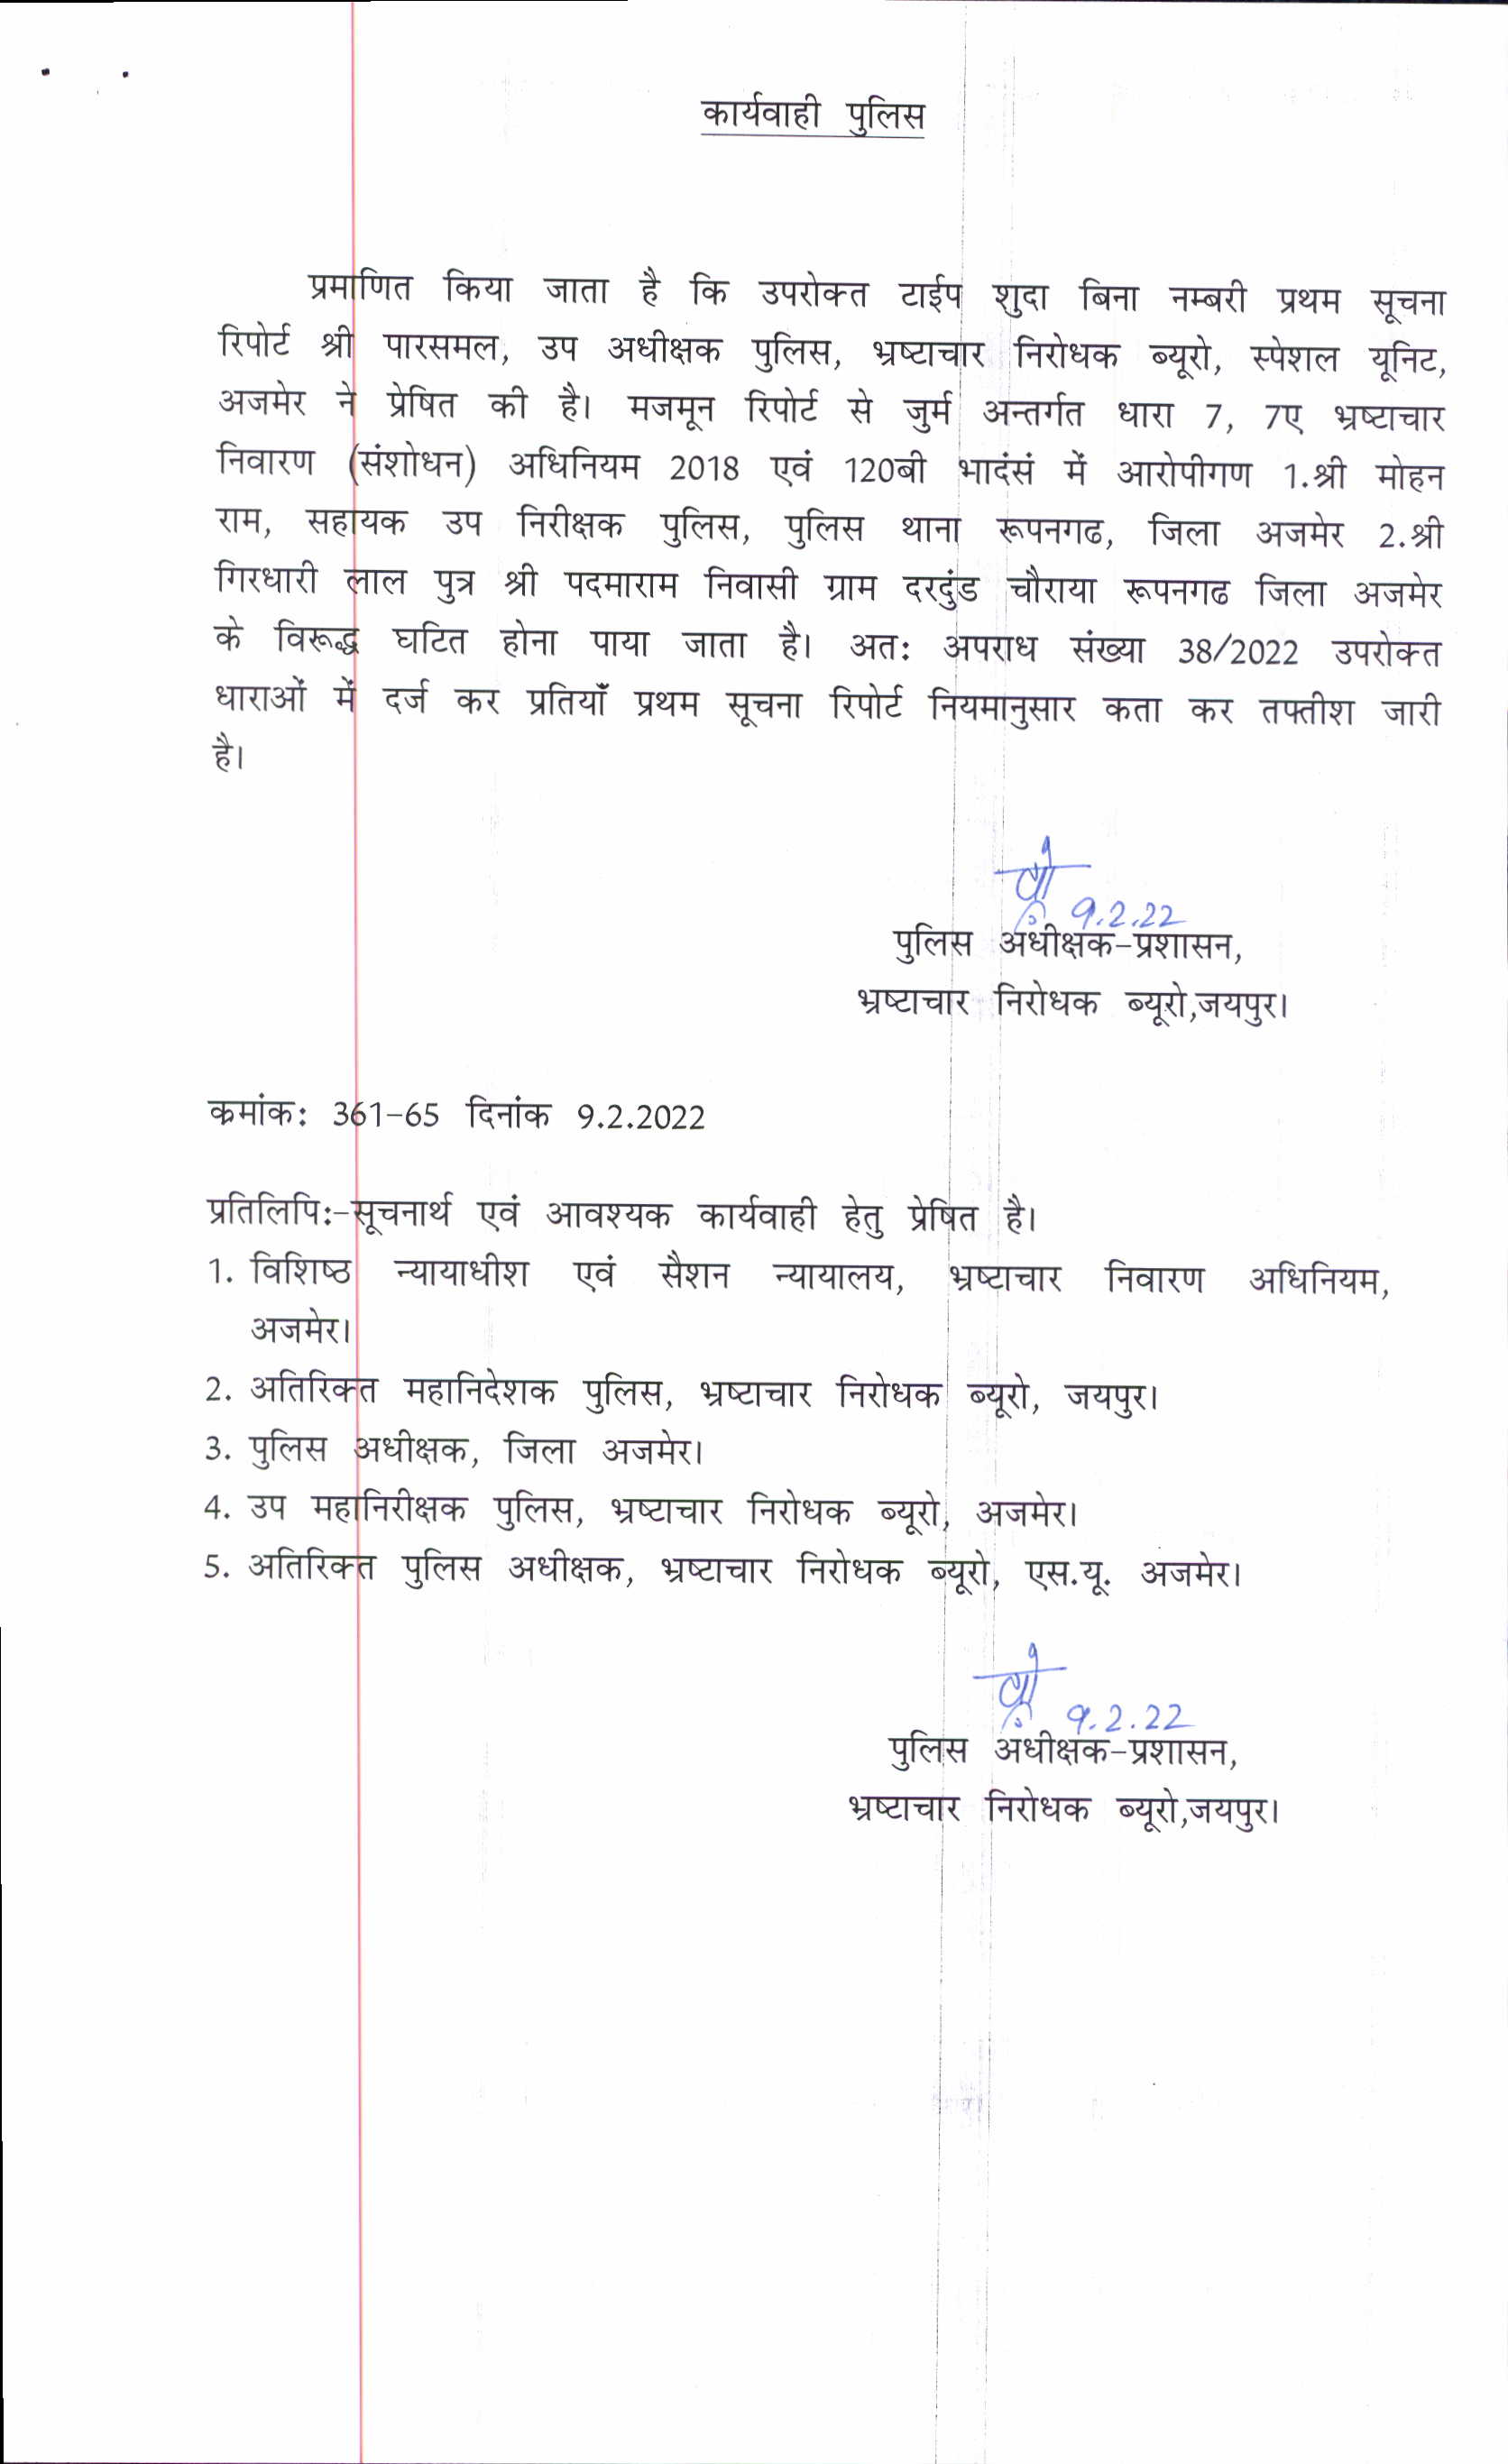 कार्यवाही पुलिस
प्रमाणित किया जाता है कि उपरोक्त टाईप शुदा बिना नम्बरी प्रथम सूचना
रिपोर्ट श्री पारसमल, उप अधीक्षक पुलिस, भ्रष्टाचार निरोधक ब्यूरो, स्पेशल यूनिट,
अजमेर ने प्रेषित की है। मजमून रिपोर्ट से जुर्म अन्तर्गत धारा 7, 7ए भ्रष्टाचार
निवारण (संशोधन) अधिनियम 2018 एवं 120बी भादंसं में आरोपीगण 1.श्री मोहन
राम, सहायक उप निरीक्षक पुलिस, पुलिस थाना रूपनगढ, जिला अजमेर 2.श्री
गिरधारी लाल पुत्र श्री पदमाराम निवासी ग्राम दरदुंड चौराया रूपनगढ जिला अजमेर
के विरूद्ध घटित होना पाया जाता है। अतः अपराध संख्या 38/2022 उपरोक्त
धाराओं में दर्ज कर प्रतियाँ प्रथम सूचना रिपोर्ट नियमानुसार कता कर तफ्तीश जारी
है।
9.2.22
पुलिस अधीक्षक-प्रशासन,
भ्रष्टाचार निरोधक ब्यूरो,जयपुर।
क्रमांकः 361-65 दिनांक 9.2.2022
प्रतिलिपिः-सूचनार्थ एवं आवश्यक कार्यवाही हेतु प्रेषित है।
1. विशिष्ठ न्यायाधीश एवं सैशन न्यायालय, भ्रष्टाचार निवारण अधिनियम,
अजमेर।
2. अतिरिक्त महानिदेशक पुलिस, भ्रष्टाचार निरोधक ब्यूरो, जयपुर।
3. पुलिस अधीक्षक, जिला अजमेर।
4. उप महानिरीक्षक पुलिस, भ्रष्टाचार निरोधक ब्यूरो, अजमेर।
5. अतिरिक्त पुलिस अधीक्षक, भ्रष्टाचार निरोधक ब्यूरो, एस.यू. अजमेर।
9.2.22
पुलिस अधीक्षक-प्रशासन,
भ्रष्टाचार निरोधक ब्यूरो,जयपुर।